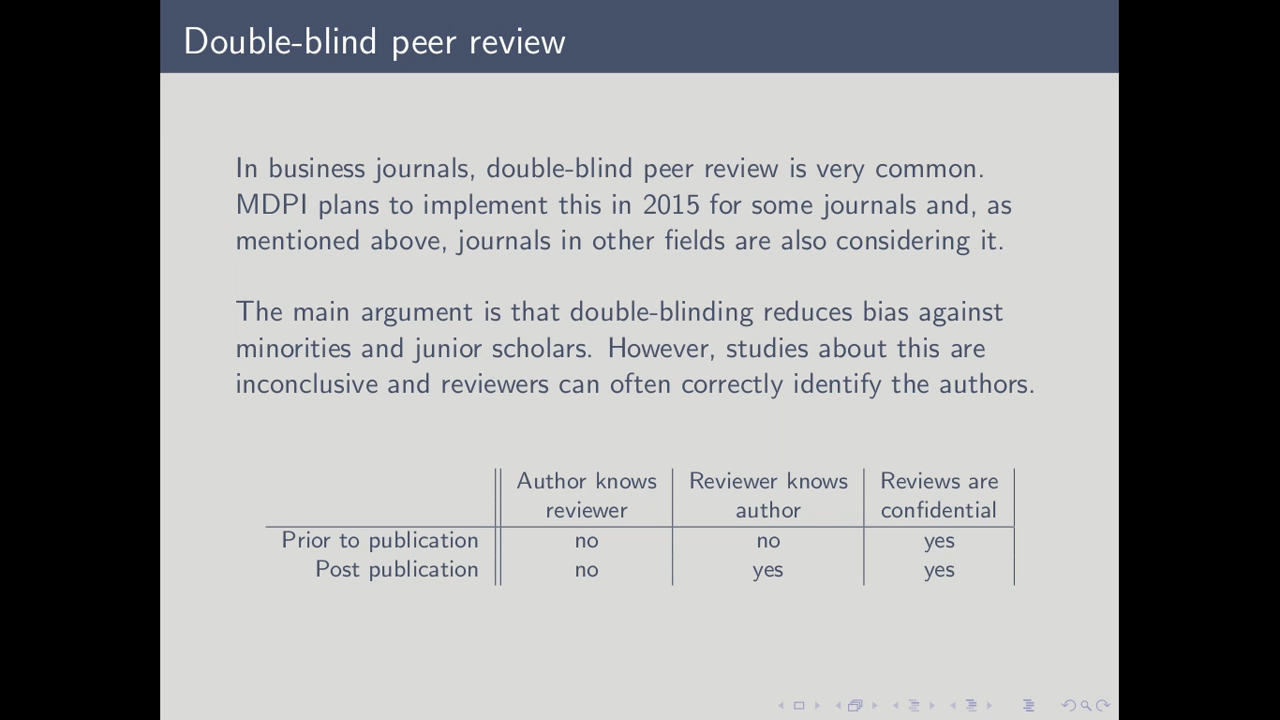 Double-blind peer review
In business journals, double-blind peer review is very common.
MDPI plans to implement this in 2015 for some journals and, as
mentioned above, journals in other fields are also considering it.
The main argument is that double-blinding reduces bias against
minorities and junior scholars. However, studies about this are
inconclusive and reviewers can often correctly identify the authors.
Author knows Reviewer knows Reviews are
reviewer author confidential
Prior to publication no no yes
Post publication no yes yes